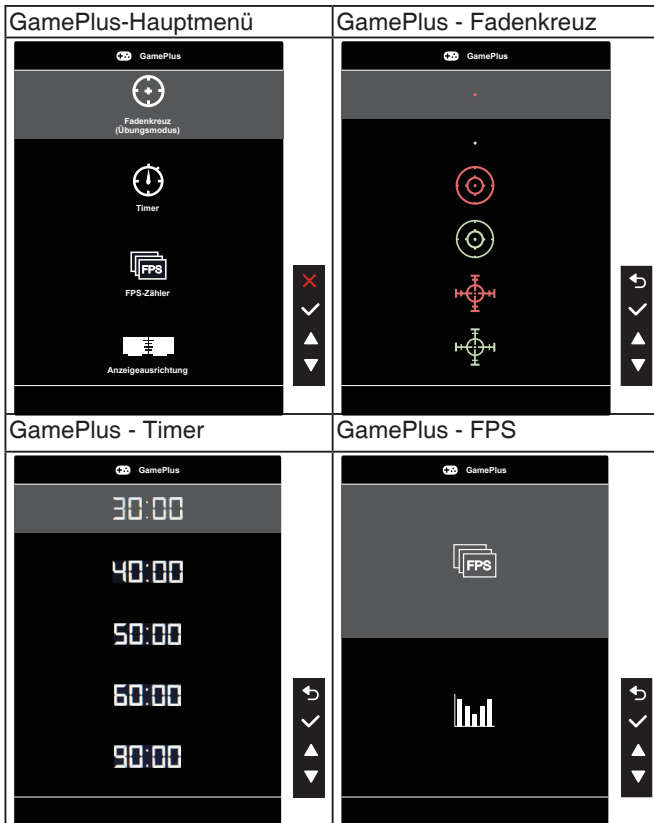 GamePlus-Hauptmenü
GamePlus
Fadenkreuz
(Übungsmodus)
Timer
FPS
FPS-Zähler
Anzeigeausrichtung
GamePlus - Fadenkreuz
GamePlus
GamePlus - Timer
GamePlus
30:00
40:00
50:00
60:00
90:00
GamePlus - FPS
GamePlus
FPS